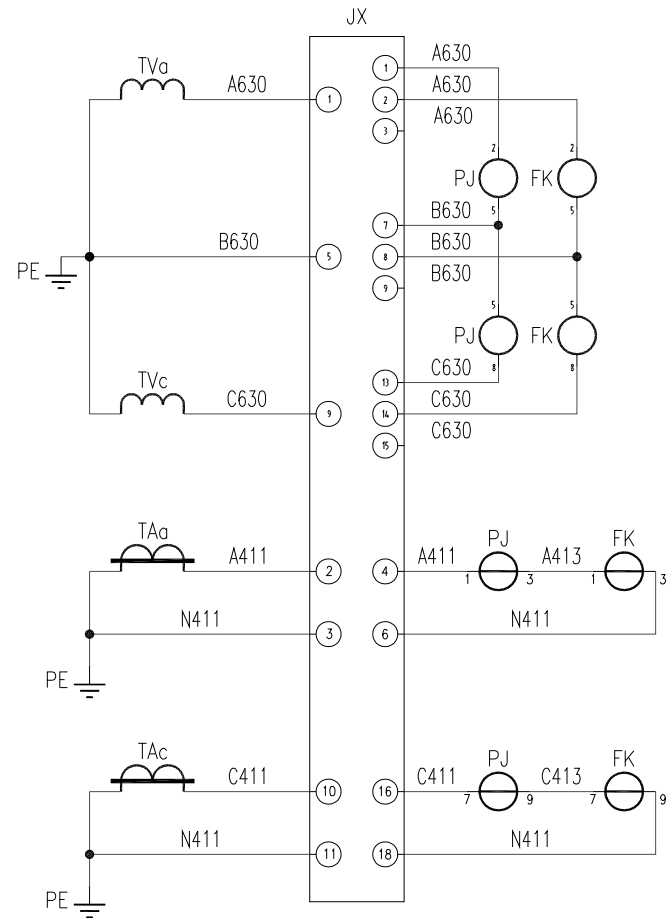 JX
A630
1
TVa
A630
A630
1
2
A630
3
2
2
PJ
FK
5
5
B630
7
B630
B630
5
8
PE
B630
9
5
5
PJ
FK
8
8
C630
13
TVc
C630
C630
9
14
C630
15
TAa
PJ
FK
A411
A411
A413
2
4
1
3
1
3
N411
N411
3
6
PE
TAc
PJ
FK
C411
C411
C413
10
16
7
9
7
9
N411
N411
11
18
PE